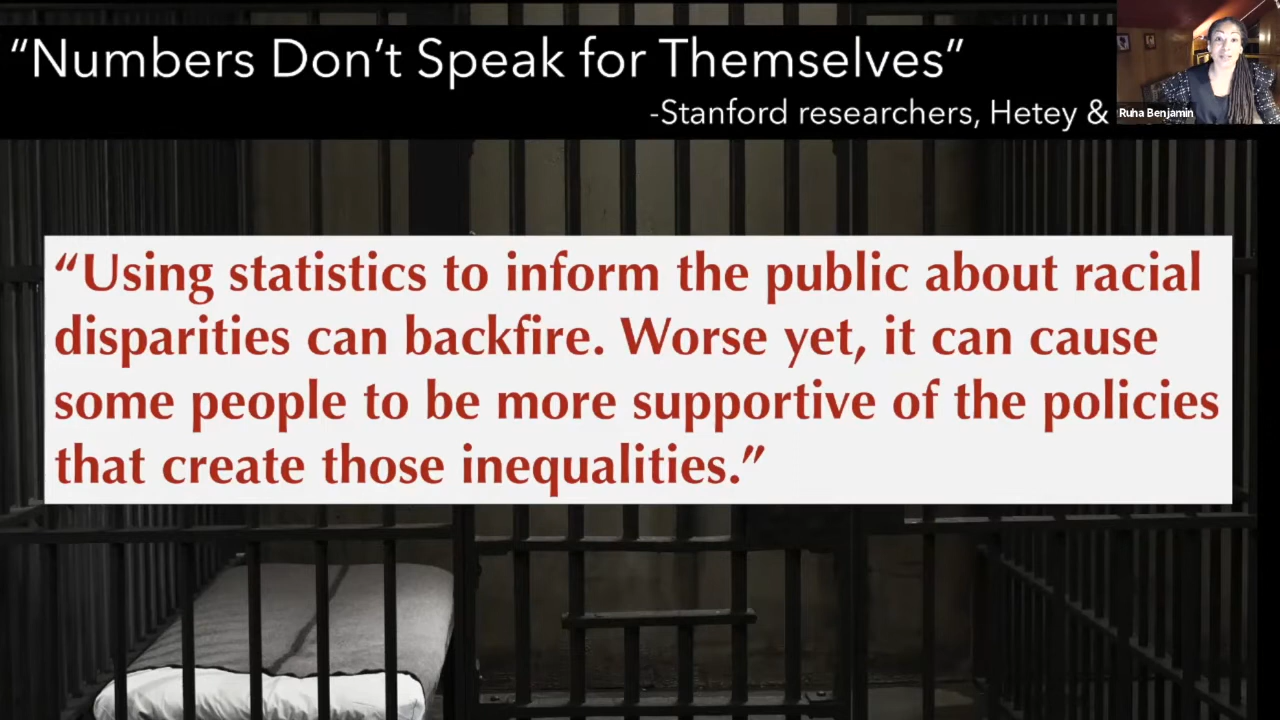 “Numbers Don’t Speak for Themselves”
-Stanford researchers, Hetey &
Ruha Benjamin
“Using statistics to inform the public about racial
disparities can backfire. Worse yet, it can cause
some people to be more supportive of the policies
that create those inequalities.”